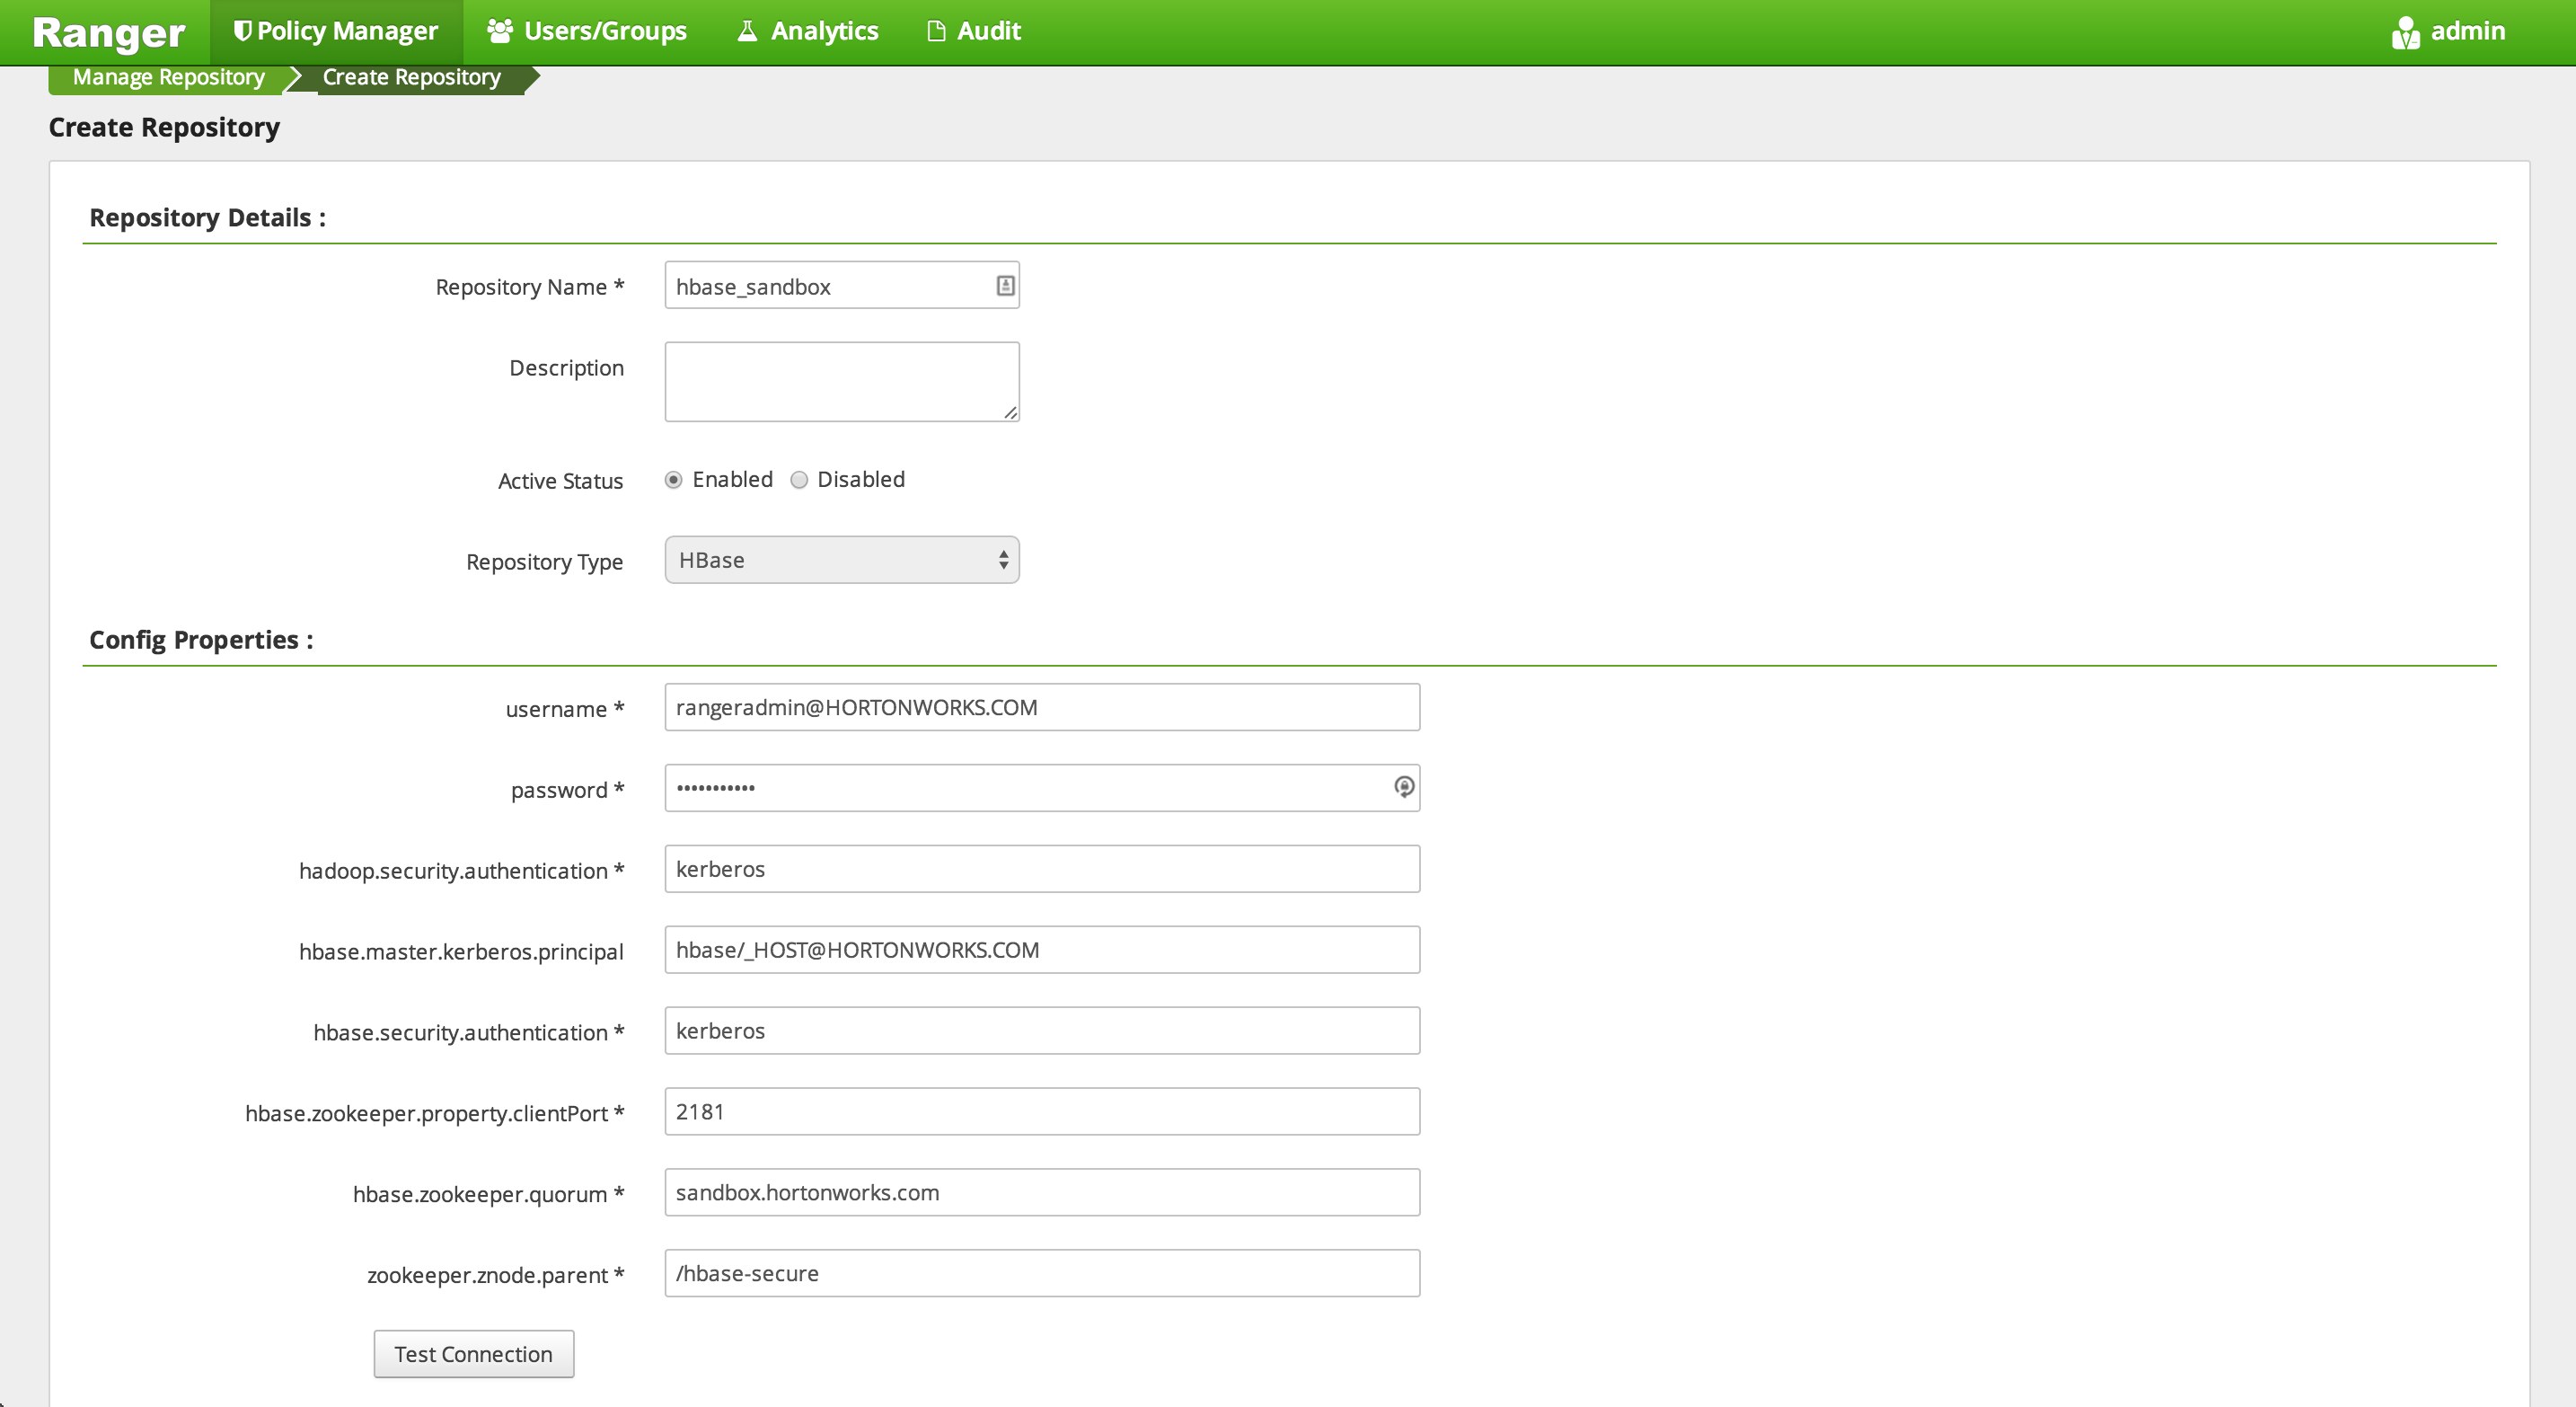 Ranger Policy Manager Users/Groups Analytics Audit admin
Manage Repository Create Repository
Create Repository
Repository Details :
Repository Name * hbase_sandbox
Description
Active Status Enabled Disabled
Repository Type HBase
Config Properties :
username * rangeradmin@HORTONWORKS.COM
password * •••••••••••
hadoop.security.authentication * kerberos
hbase.master.kerberos.principal hbase/_HOST@HORTONWORKS.COM
hbase.security.authentication * kerberos
hbase.zookeeper.property.clientPort * 2181
hbase.zookeeper.quorum * sandbox.hortonworks.com
zookeeper.znode.parent * /hbase-secure
Test Connection